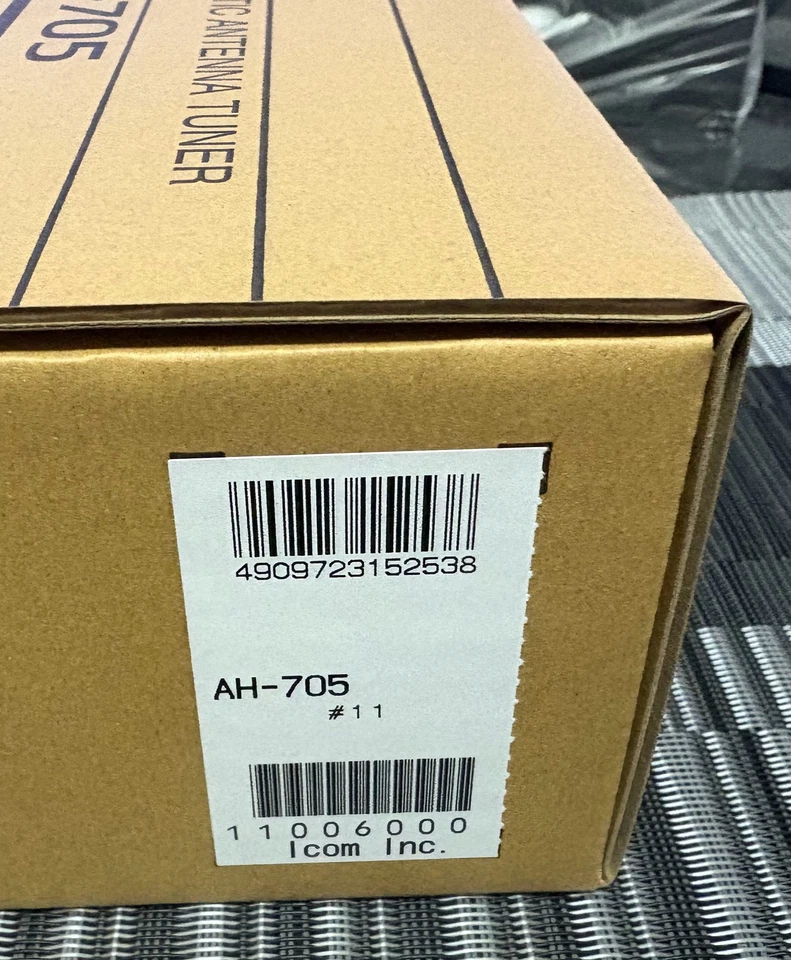 -705
TIC ANTENNA TUNER
4909723152538
AH-705
#11
11006000
Icom Inc.